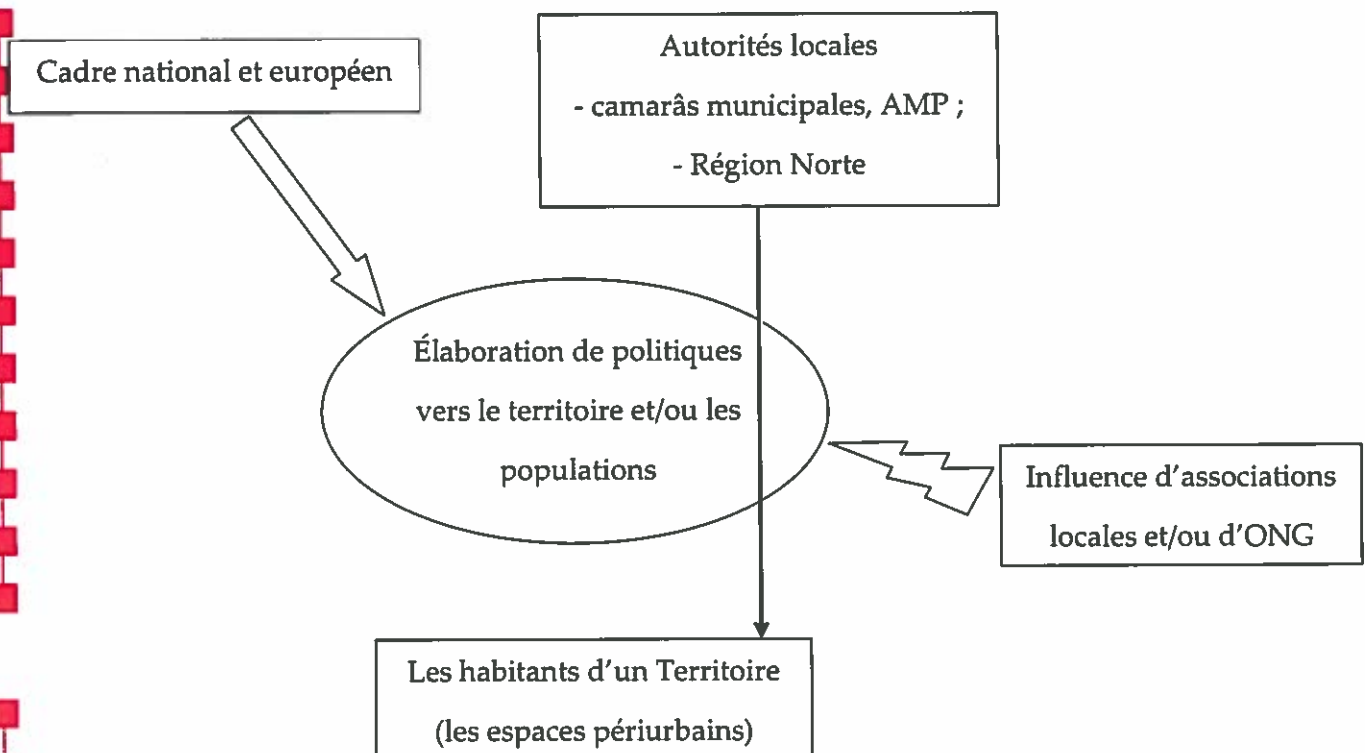 Cadre national et européen
Autorités locales
- camarâs municipales, AMP ;
- Région Norte
Élaboration de politiques
vers le territoire et/ou les
populations
Influence d'associations
locales et/ou d'ONG
Les habitants d'un Territoire
(les espaces périurbains)